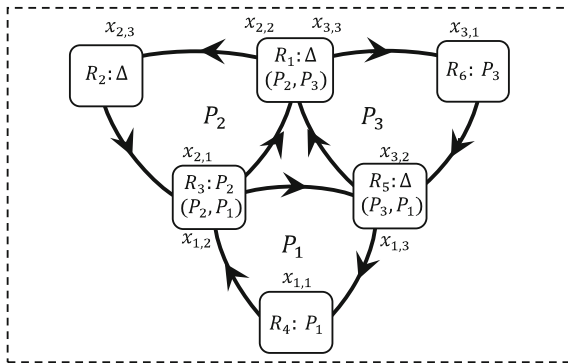 x₂,₃ x₂,₂ x₃,₃ x₃,₁
R₂: Δ
R₁: Δ
(P₂, P₃)
R₆: P₃
P₂ P₃
x₂,₁ x₃,₂
R₃: P₂
(P₂, P₁)
R₅: Δ
(P₃, P₁)
x₁,₂ P₁ x₁,₃
x₁,₁
R₄: P₁